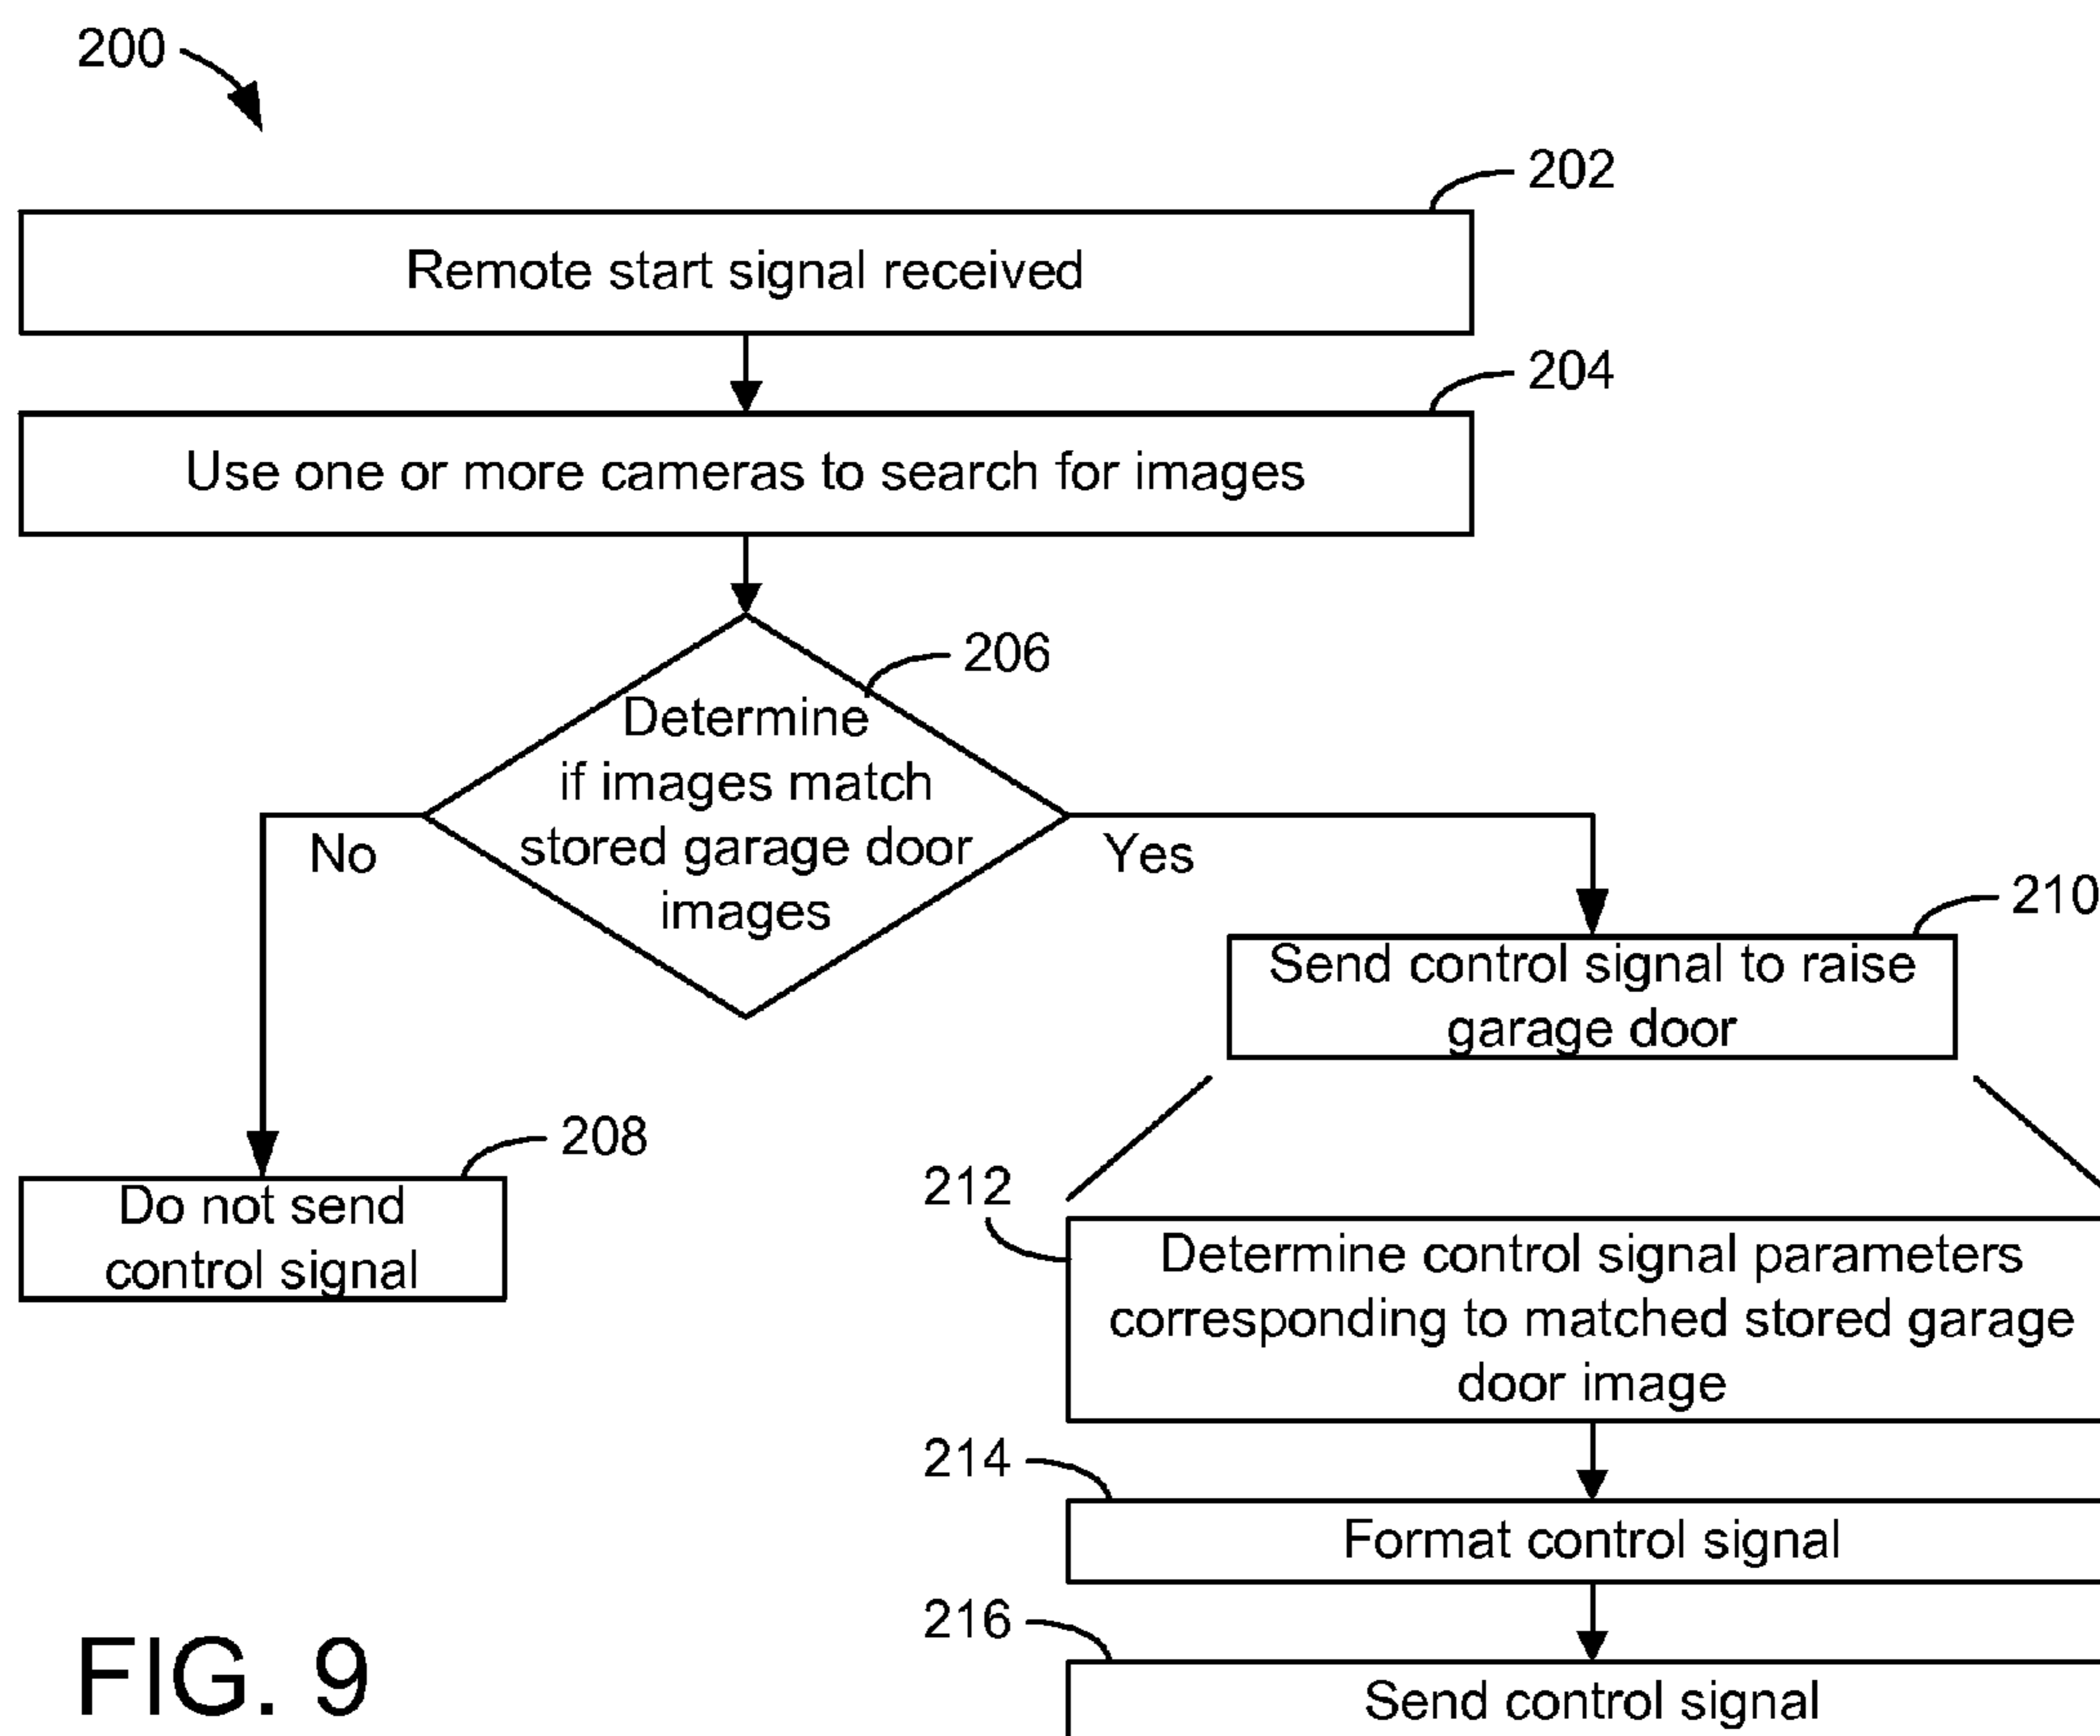 200
202
Remote start signal received
204
Use one or more cameras to search for images
206
Determine
if images match
stored garage door
images
No
Yes
210
Send control signal to raise
garage door
208
Do not send
control signal
212
Determine control signal parameters
corresponding to matched stored garage
door image
214
Format control signal
216
Send control signal
FIG. 9